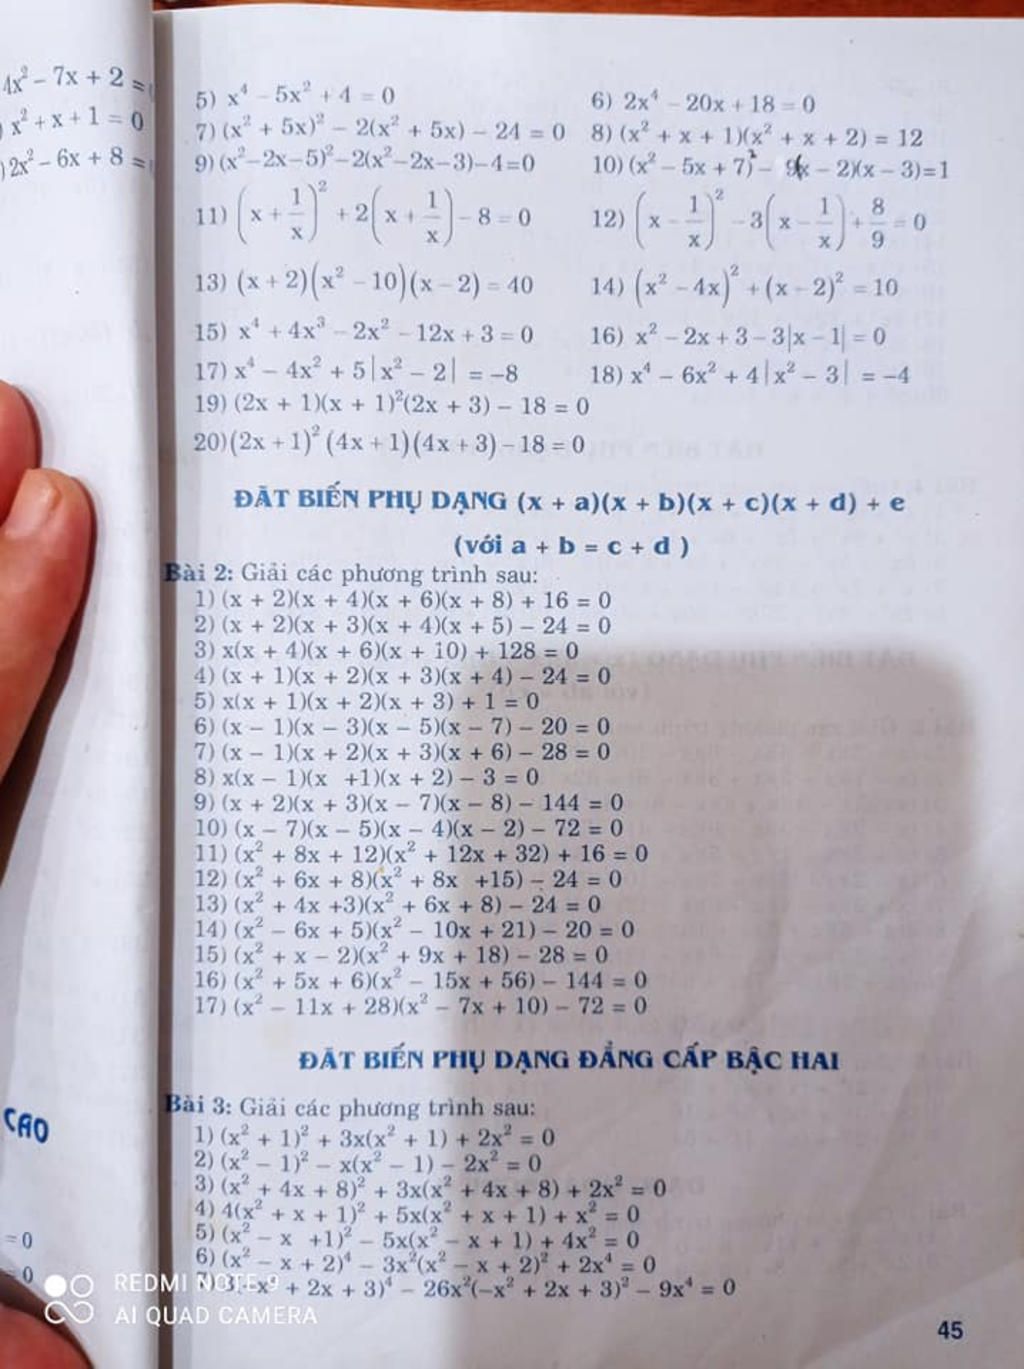 4x² – 7x + 2 =
x² + x + 1 = 0
2x² – 6x + 8 =
CAO
= 0
= 0
5) x⁴ – 5x² + 4 = 0
6) 2x⁴ – 20x + 18 = 0
7) (x² + 5x)² – 2(x² + 5x) – 24 = 0
8) (x² + x + 1)(x² + x + 2) = 12
9) (x² – 2x – 5)² – 2(x² – 2x – 3) – 4 = 0
10) (x² – 5x + 7)² – (x – 2)(x – 3) = 1
11) (x + 1/x)² + 2(x + 1/x) – 8 = 0
12) (x – 1/x)² – 3(x – 1/x) + 8/9 = 0
13) (x + 2)(x² – 10)(x – 2) = 40
14) (x² – 4x)² + (x – 2)² = 10
15) x⁴ + 4x³ – 2x² – 12x + 3 = 0
16) x² – 2x + 3 – 3|x – 1| = 0
17) x⁴ – 4x² + 5|x² – 2| = –8
18) x⁴ – 6x² + 4|x² – 3| = –4
19) (2x + 1)(x + 1)²(2x + 3) – 18 = 0
20) (2x + 1)² (4x + 1)(4x + 3) – 18 = 0
ĐẶT BIẾN PHỤ DẠNG (x + a)(x + b)(x + c)(x + d) + e
(với a + b = c + d )
Bài 2: Giải các phương trình sau:
1) (x + 2)(x + 4)(x + 6)(x + 8) + 16 = 0
2) (x + 2)(x + 3)(x + 4)(x + 5) – 24 = 0
3) x(x + 4)(x + 6)(x + 10) + 128 = 0
4) (x + 1)(x + 2)(x + 3)(x + 4) – 24 = 0
5) x(x + 1)(x + 2)(x + 3) + 1 = 0
6) (x – 1)(x – 3)(x – 5)(x – 7) – 20 = 0
7) (x – 1)(x + 2)(x + 3)(x + 6) – 28 = 0
8) x(x – 1)(x +1)(x + 2) – 3 = 0
9) (x + 2)(x + 3)(x – 7)(x – 8) – 144 = 0
10) (x – 7)(x – 5)(x – 4)(x – 2) – 72 = 0
11) (x² + 8x + 12)(x² + 12x + 32) + 16 = 0
12) (x² + 6x + 8)(x² + 8x +15) – 24 = 0
13) (x² + 4x +3)(x² + 6x + 8) – 24 = 0
14) (x² – 6x + 5)(x² – 10x + 21) – 20 = 0
15) (x² + x – 2)(x² + 9x + 18) – 28 = 0
16) (x² + 5x + 6)(x² – 15x + 56) – 144 = 0
17) (x² – 11x + 28)(x² – 7x + 10) – 72 = 0
ĐẶT BIẾN PHỤ DẠNG ĐẲNG CẤP BẬC HAI
Bài 3: Giải các phương trình sau:
1) (x² + 1)² + 3x(x² + 1) + 2x² = 0
2) (x² – 1)² – x(x² – 1) – 2x² = 0
3) (x² + 4x + 8)² + 3x(x² + 4x + 8) + 2x² = 0
4) 4(x² + x + 1)² + 5x(x² + x + 1) + x² = 0
5) (x² – x +1)² – 5x(x² – x + 1) + 4x² = 0
6) (x² – x + 2)⁴ – 3x²(x² – x + 2)² + 2x⁴ = 0
x² + 2x + 3)⁴ – 26x²(–x² + 2x + 3)² – 9x⁴ = 0
REDMI NOTE 9
AI QUAD CAMERA
45